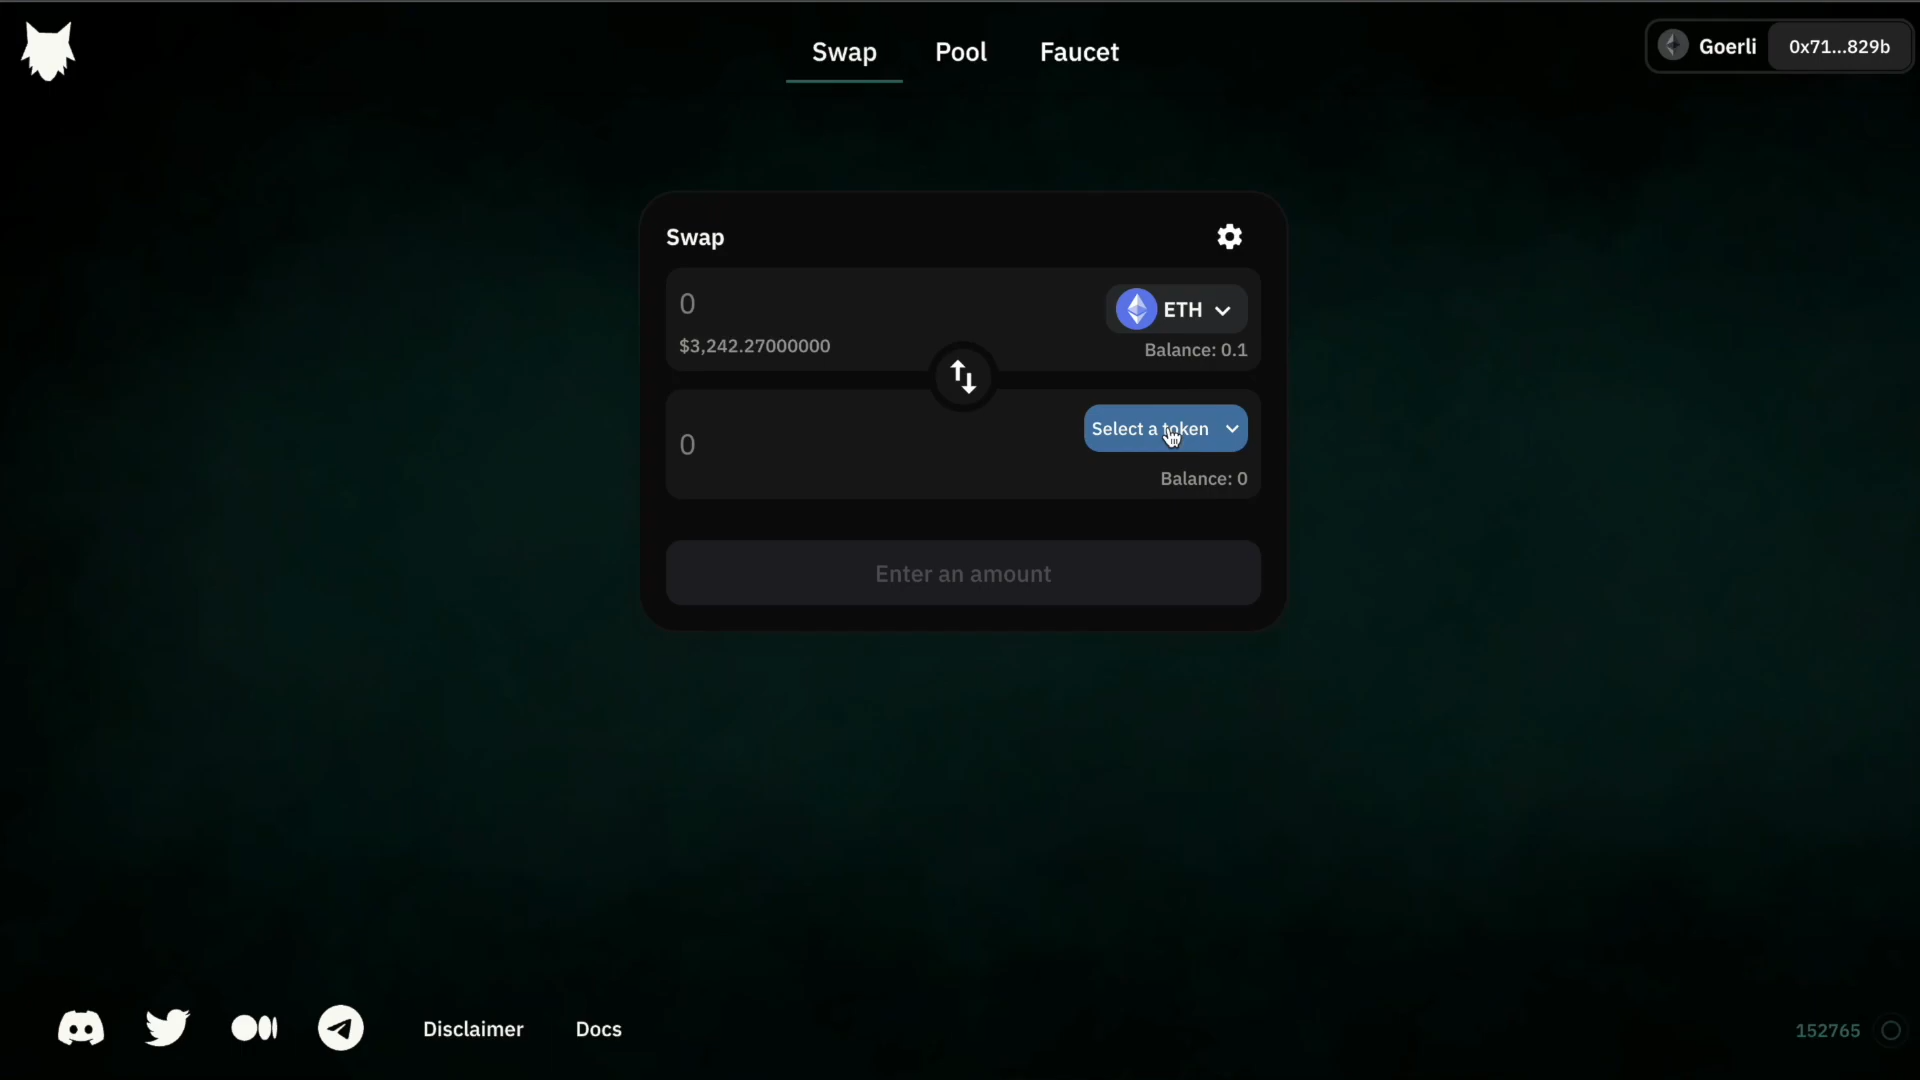 Swap Pool Faucet
Goerli 0x71...829b
Swap
0
ETH
$3,242.27000000
Balance: 0.1
0
Select a token
Balance: 0
Enter an amount
Disclaimer Docs
152765